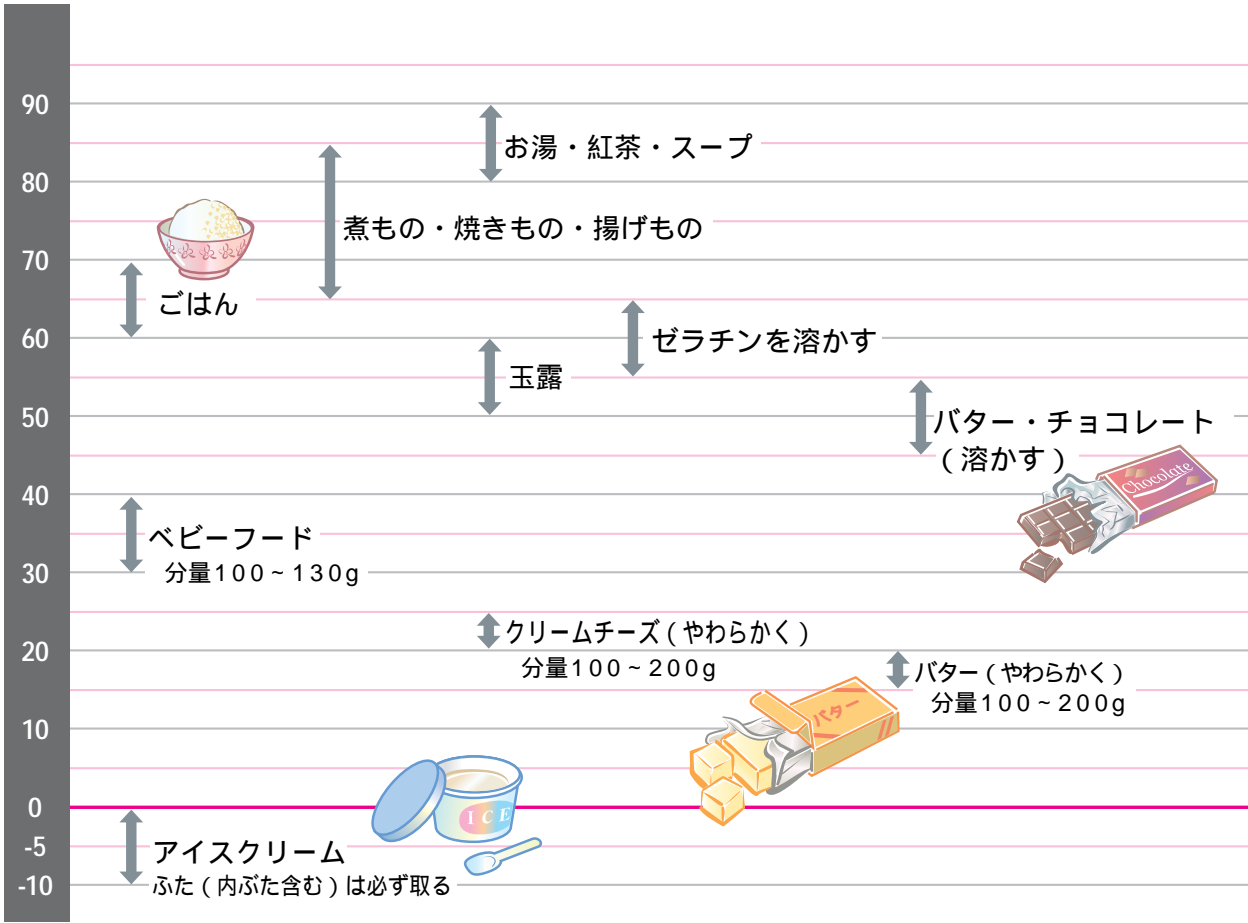 90
お湯・紅茶・スープ
80
煮もの・焼きもの・揚げもの
70
ごはん
60
ゼラチンを溶かす
玉露
50
バター・チョコレート
(溶かす)
Chocolate
40
ベビーフード
分量100~130g
30
クリームチーズ(やわらかく)
20
分量100~200g
バター(やわらかく)
分量100~200g
バター
10
0
ICE
-5
アイスクリーム
-10
ふた(内ぶた含む)は必ず取る